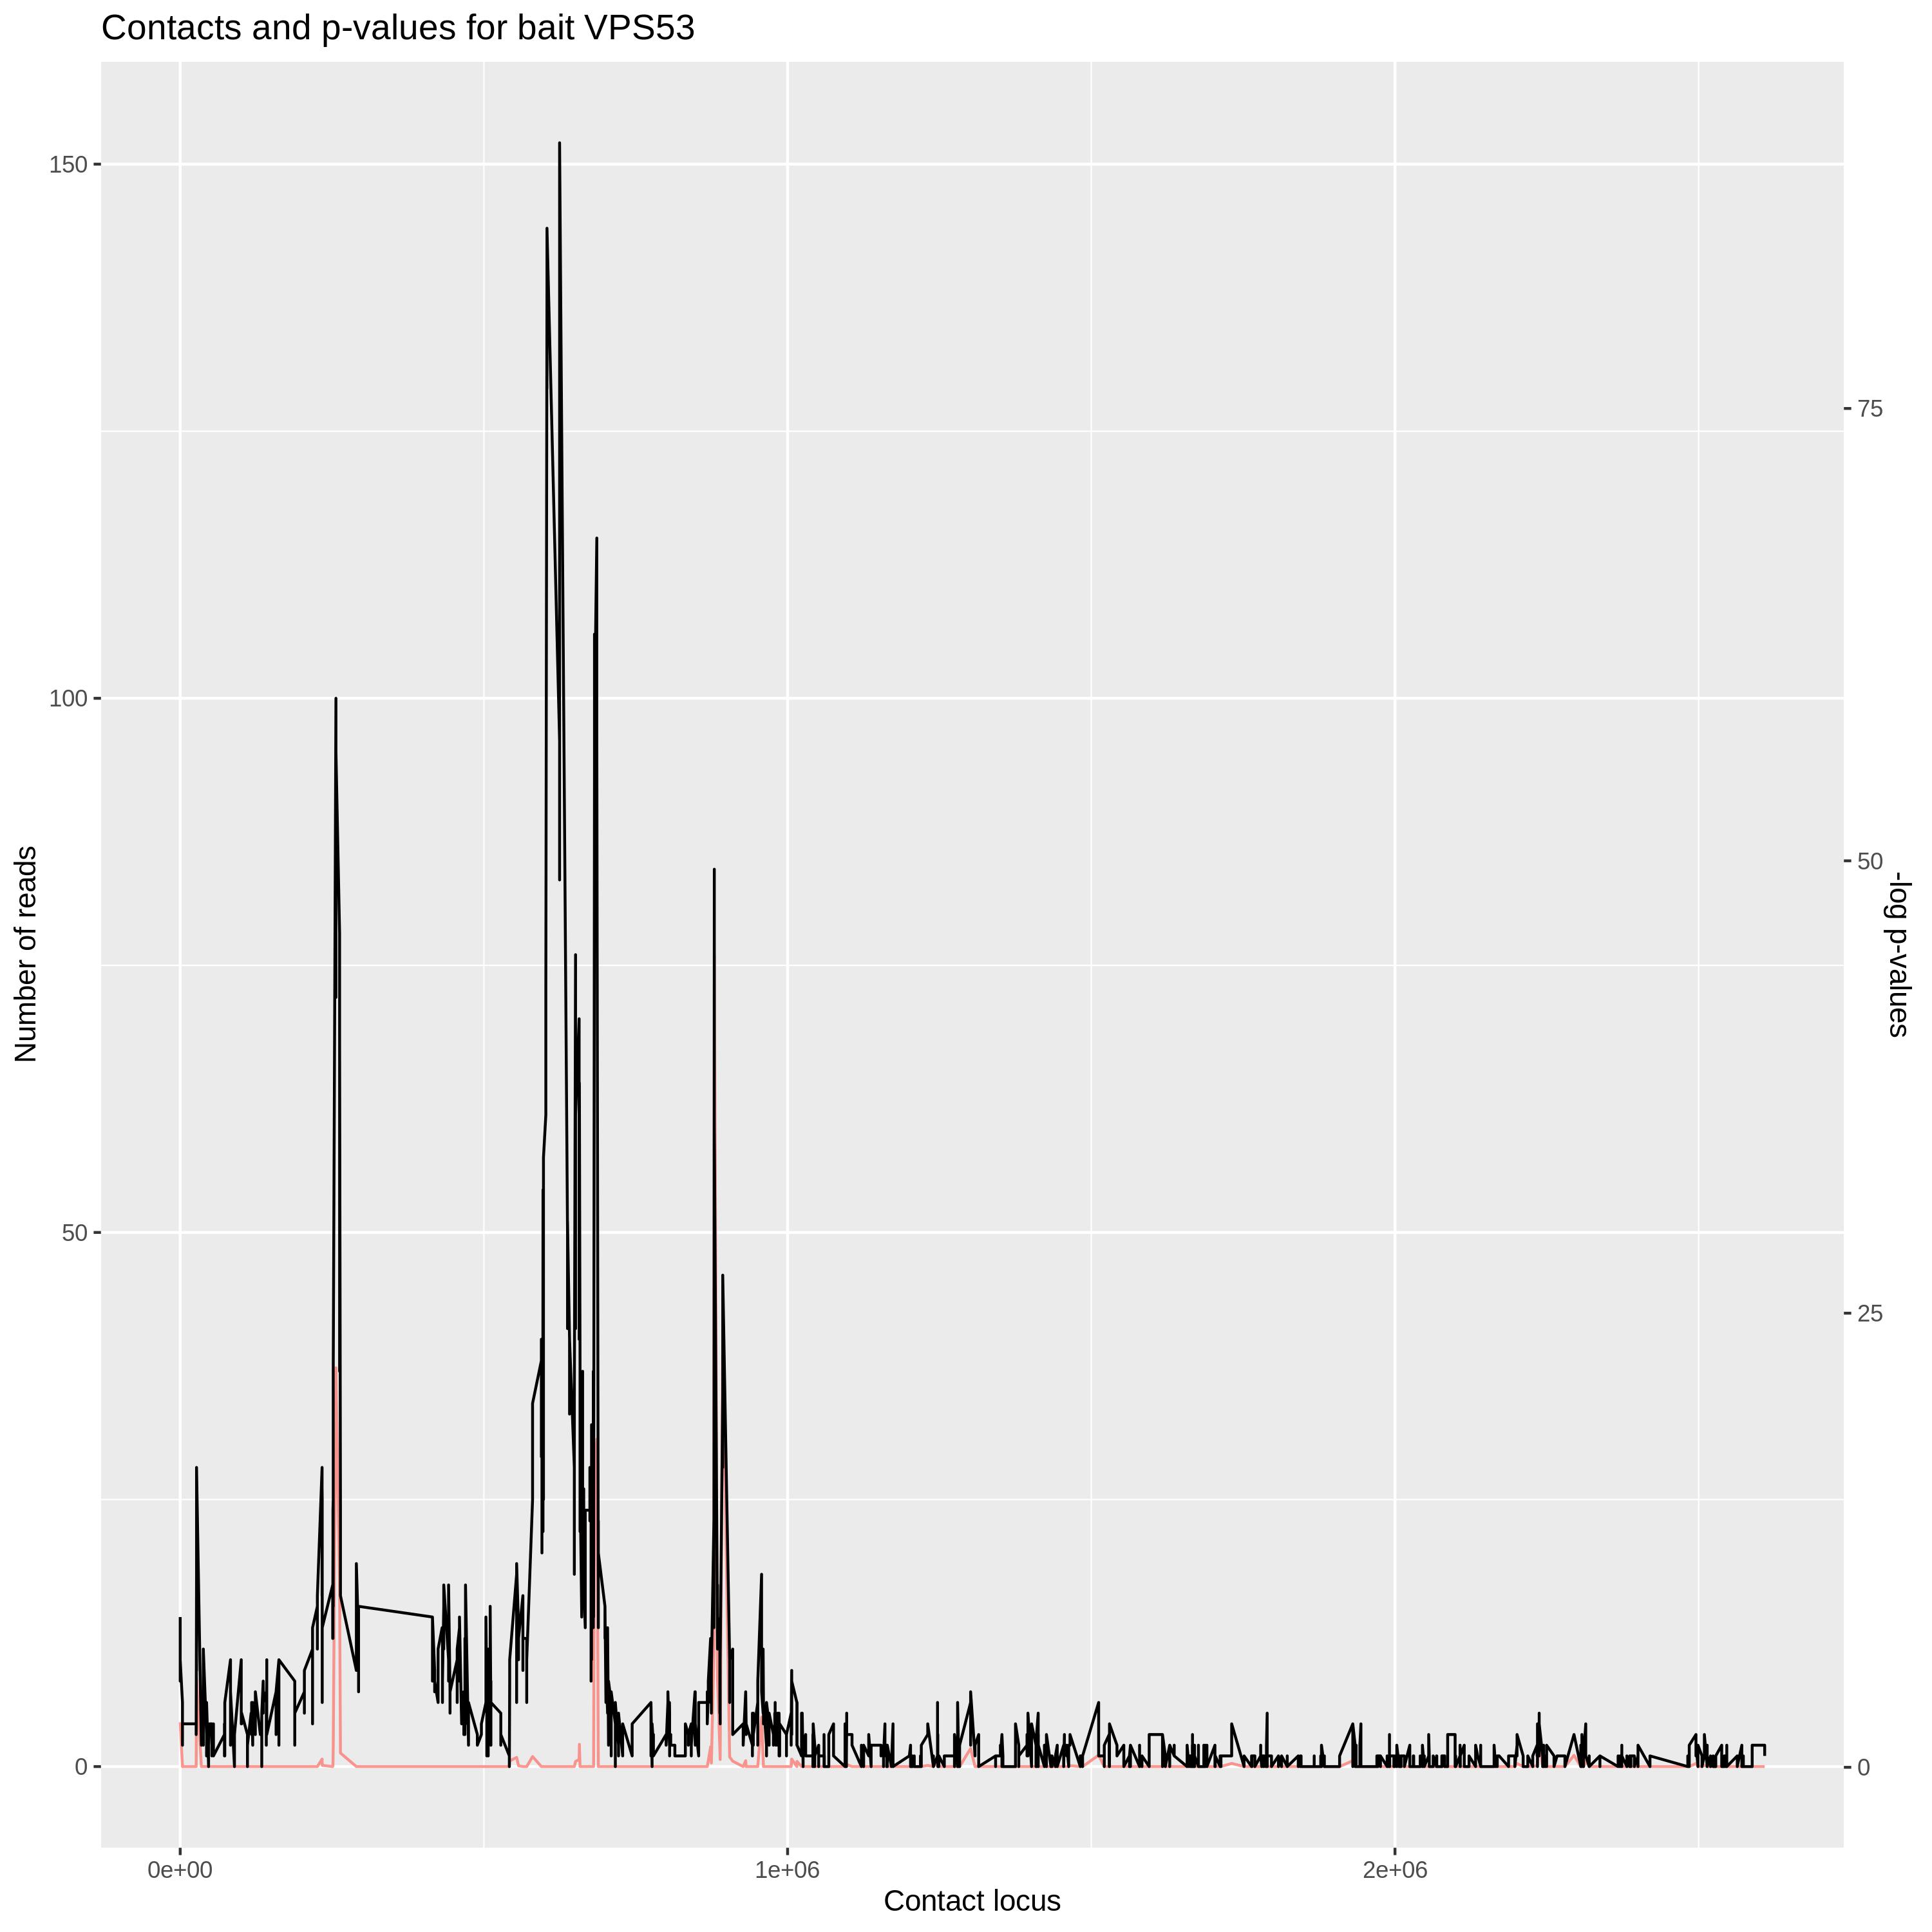 Contacts and p-values for bait VPS53
150
100
50
0
Number of reads
75
50
25
0
-log p-values
0e+00
1e+06
2e+06
Contact locus